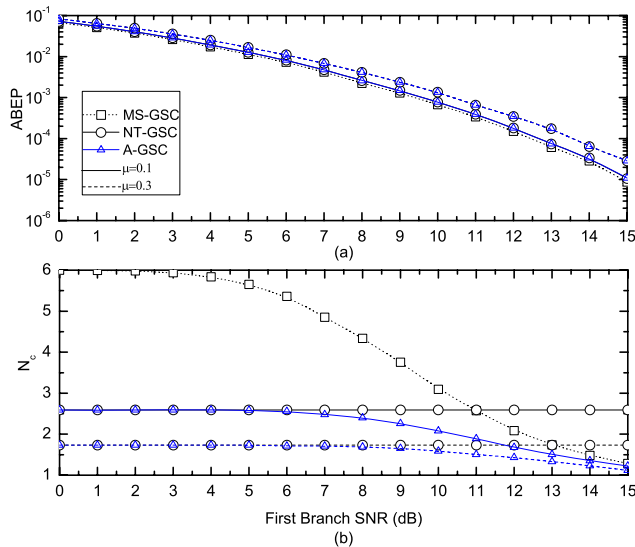 10⁻¹
10⁻²
10⁻³
10⁻⁴
10⁻⁵
10⁻⁶
ABEP
MS-GSC
NT-GSC
A-GSC
μ=0.1
μ=0.3
0 1 2 3 4 5 6 7 8 9 10 11 12 13 14 15
(a)
6
5
4
3
2
1
N_c
0 1 2 3 4 5 6 7 8 9 10 11 12 13 14 15
First Branch SNR (dB)
(b)